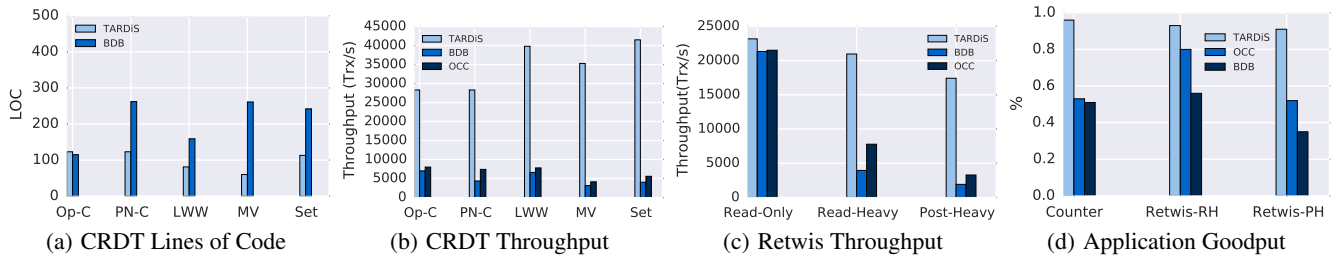 500
400
300
200
100
0
LOC
TARDiS
BDB
Op-C PN-C LWW MV Set
(a) CRDT Lines of Code
45000
40000
35000
30000
25000
20000
15000
10000
5000
0
Throughput (Trx/s)
TARDiS
BDB
OCC
Op-C PN-C LWW MV Set
(b) CRDT Throughput
25000
20000
15000
10000
5000
0
Throughput(Trx/s)
TARDiS
BDB
OCC
Read-Only Read-Heavy Post-Heavy
(c) Retwis Throughput
1.0
0.8
0.6
0.4
0.2
0.0
%
TARDiS
OCC
BDB
Counter Retwis-RH Retwis-PH
(d) Application Goodput